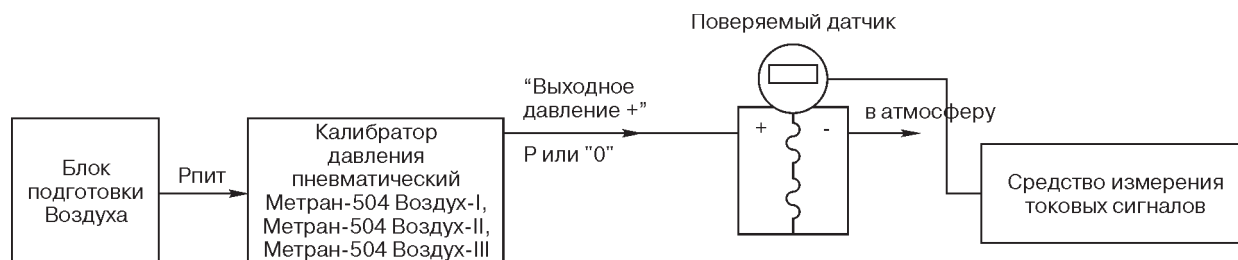 Поверяемый датчик
“Выходное
давление +”
в атмосферу
Калибратор
давления
пневматический
Метран-504 Воздух-I,
Метран-504 Воздух-II,
Метран-504 Воздух-III
+
-
Блок
подготовки
Воздуха
Рпит
Р или "0"
Средство измерения
токовых сигналов